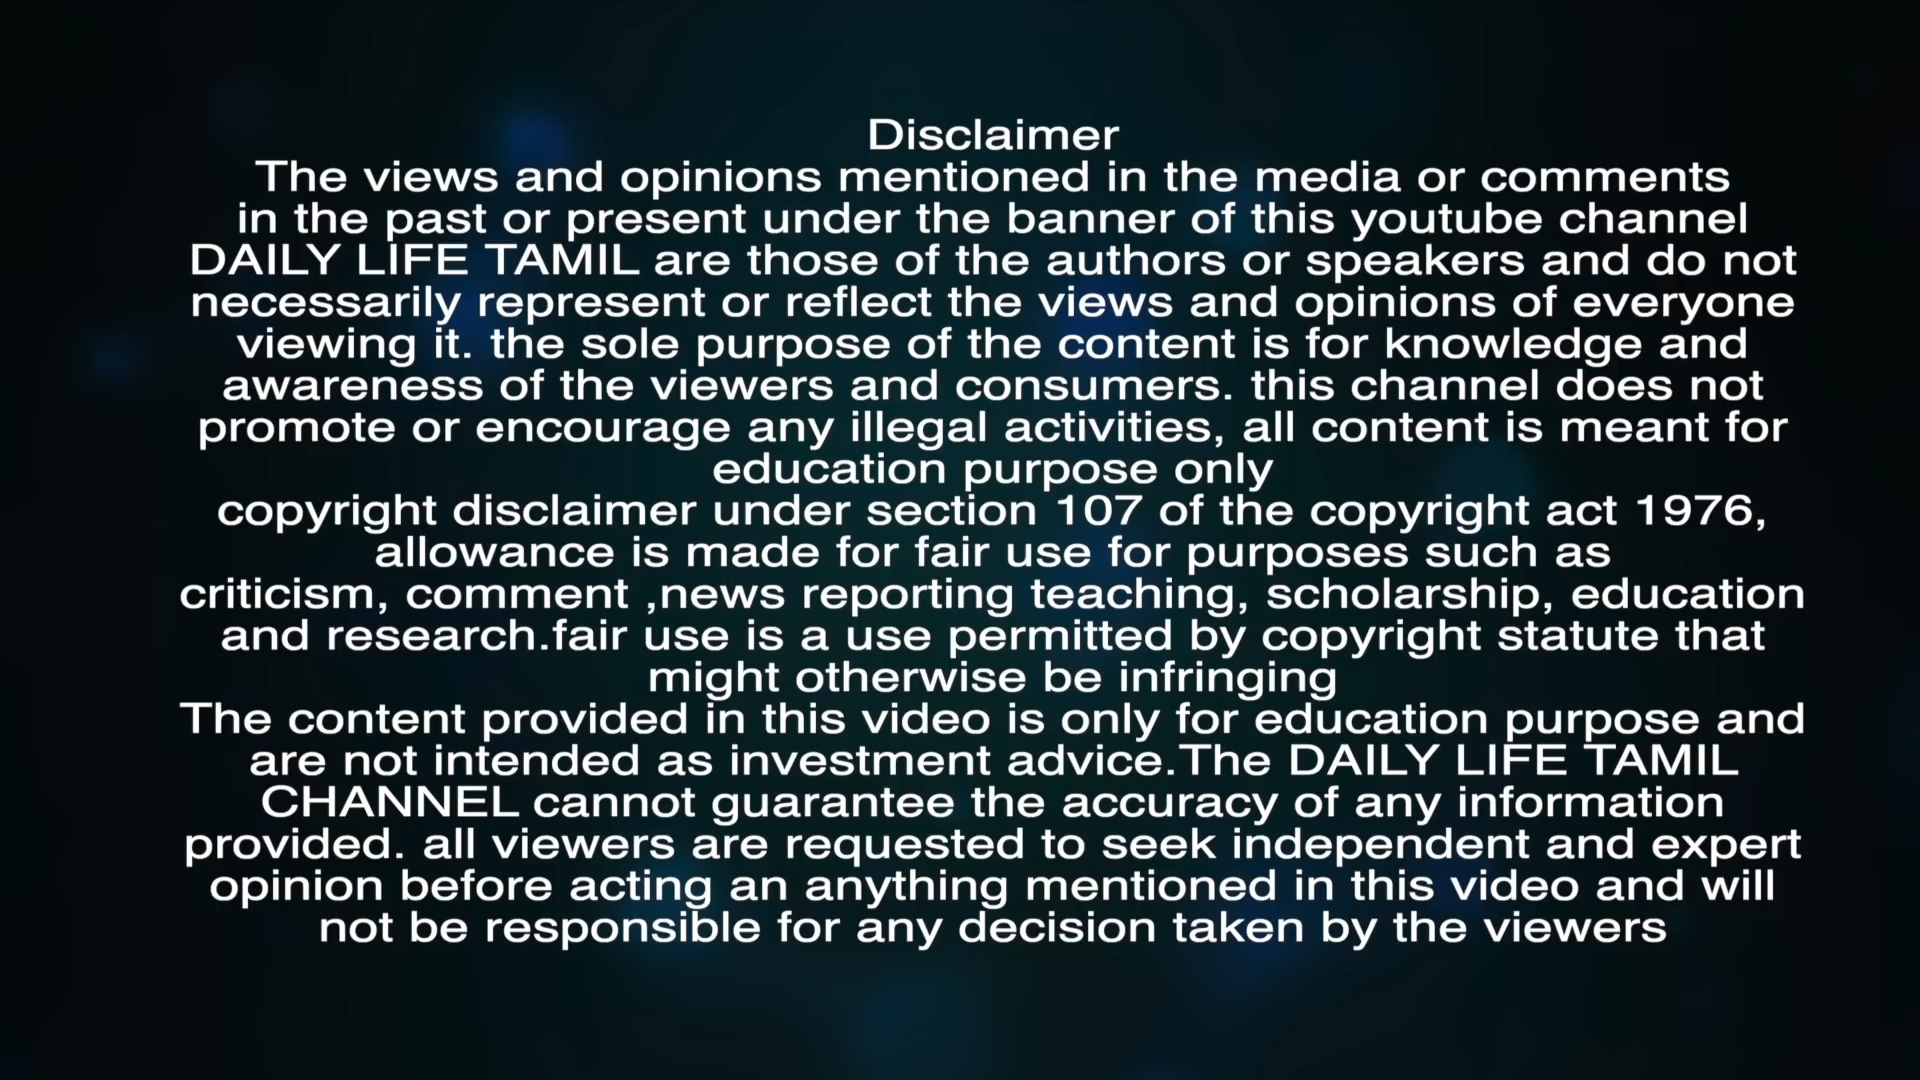 Disclaimer
The views and opinions mentioned in the media or comments
in the past or present under the banner of this youtube channel
DAILY LIFE TAMIL are those of the authors or speakers and do not
necessarily represent or reflect the views and opinions of everyone
viewing it. the sole purpose of the content is for knowledge and
awareness of the viewers and consumers. this channel does not
promote or encourage any illegal activities, all content is meant for
education purpose only
copyright disclaimer under section 107 of the copyright act 1976,
allowance is made for fair use for purposes such as
criticism, comment ,news reporting teaching, scholarship, education
and research.fair use is a use permitted by copyright statute that
might otherwise be infringing
The content provided in this video is only for education purpose and
are not intended as investment advice.The DAILY LIFE TAMIL
CHANNEL cannot guarantee the accuracy of any information
provided. all viewers are requested to seek independent and expert
opinion before acting an anything mentioned in this video and will
not be responsible for any decision taken by the viewers